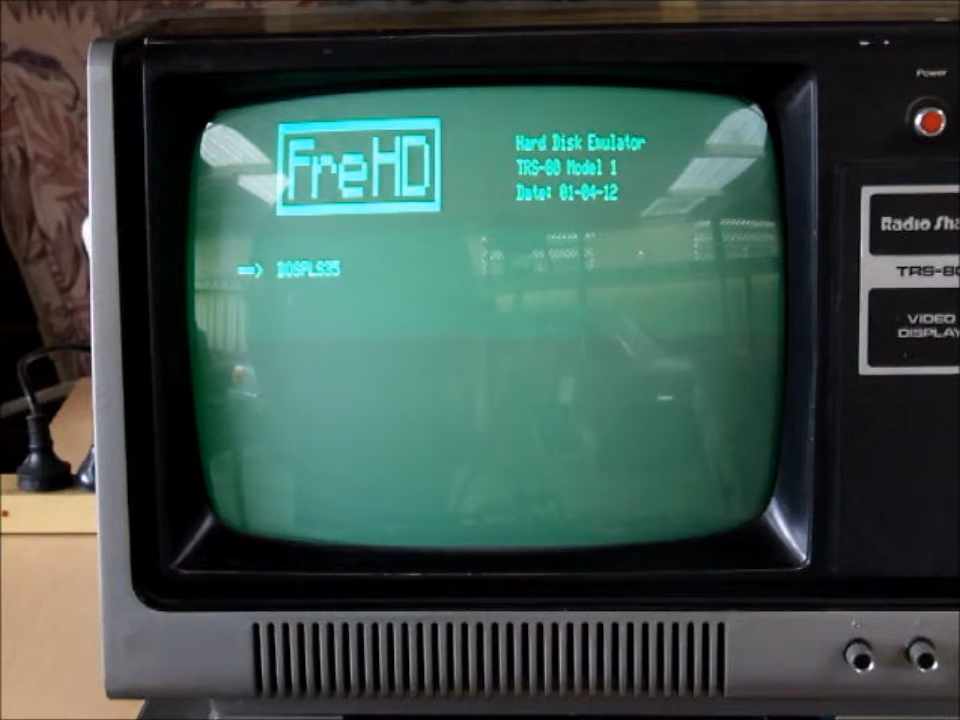 FreHD
Hard Disk Emulator
TRS-80 Model 1
Date: 01-04-12
==> DOSPLS35
Power
Radio Sha
TRS-80
VIDEO
DISPLAY